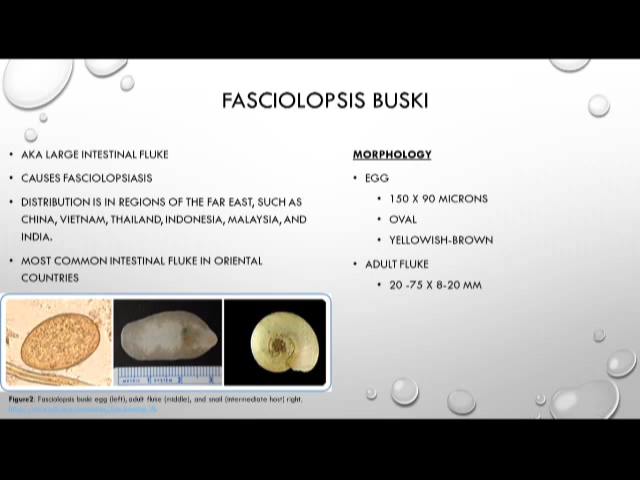 FASCIOLOPSIS BUSKI
• AKA LARGE INTESTINAL FLUKE
• CAUSES FASCIOLOPSIASIS
• DISTRIBUTION IS IN REGIONS OF THE FAR EAST, SUCH AS
CHINA, VIETNAM, THAILAND, INDONESIA, MALAYSIA, AND
INDIA.
• MOST COMMON INTESTINAL FLUKE IN ORIENTAL
COUNTRIES
Figure2. Fasciolopsis buski egg (left), adult fluke (middle), and snail (intermediate host) right.
MORPHOLOGY
• EGG
• 150 X 90 MICRONS
• OVAL
• YELLOWISH-BROWN
• ADULT FLUKE
• 20 -75 X 8-20 MM